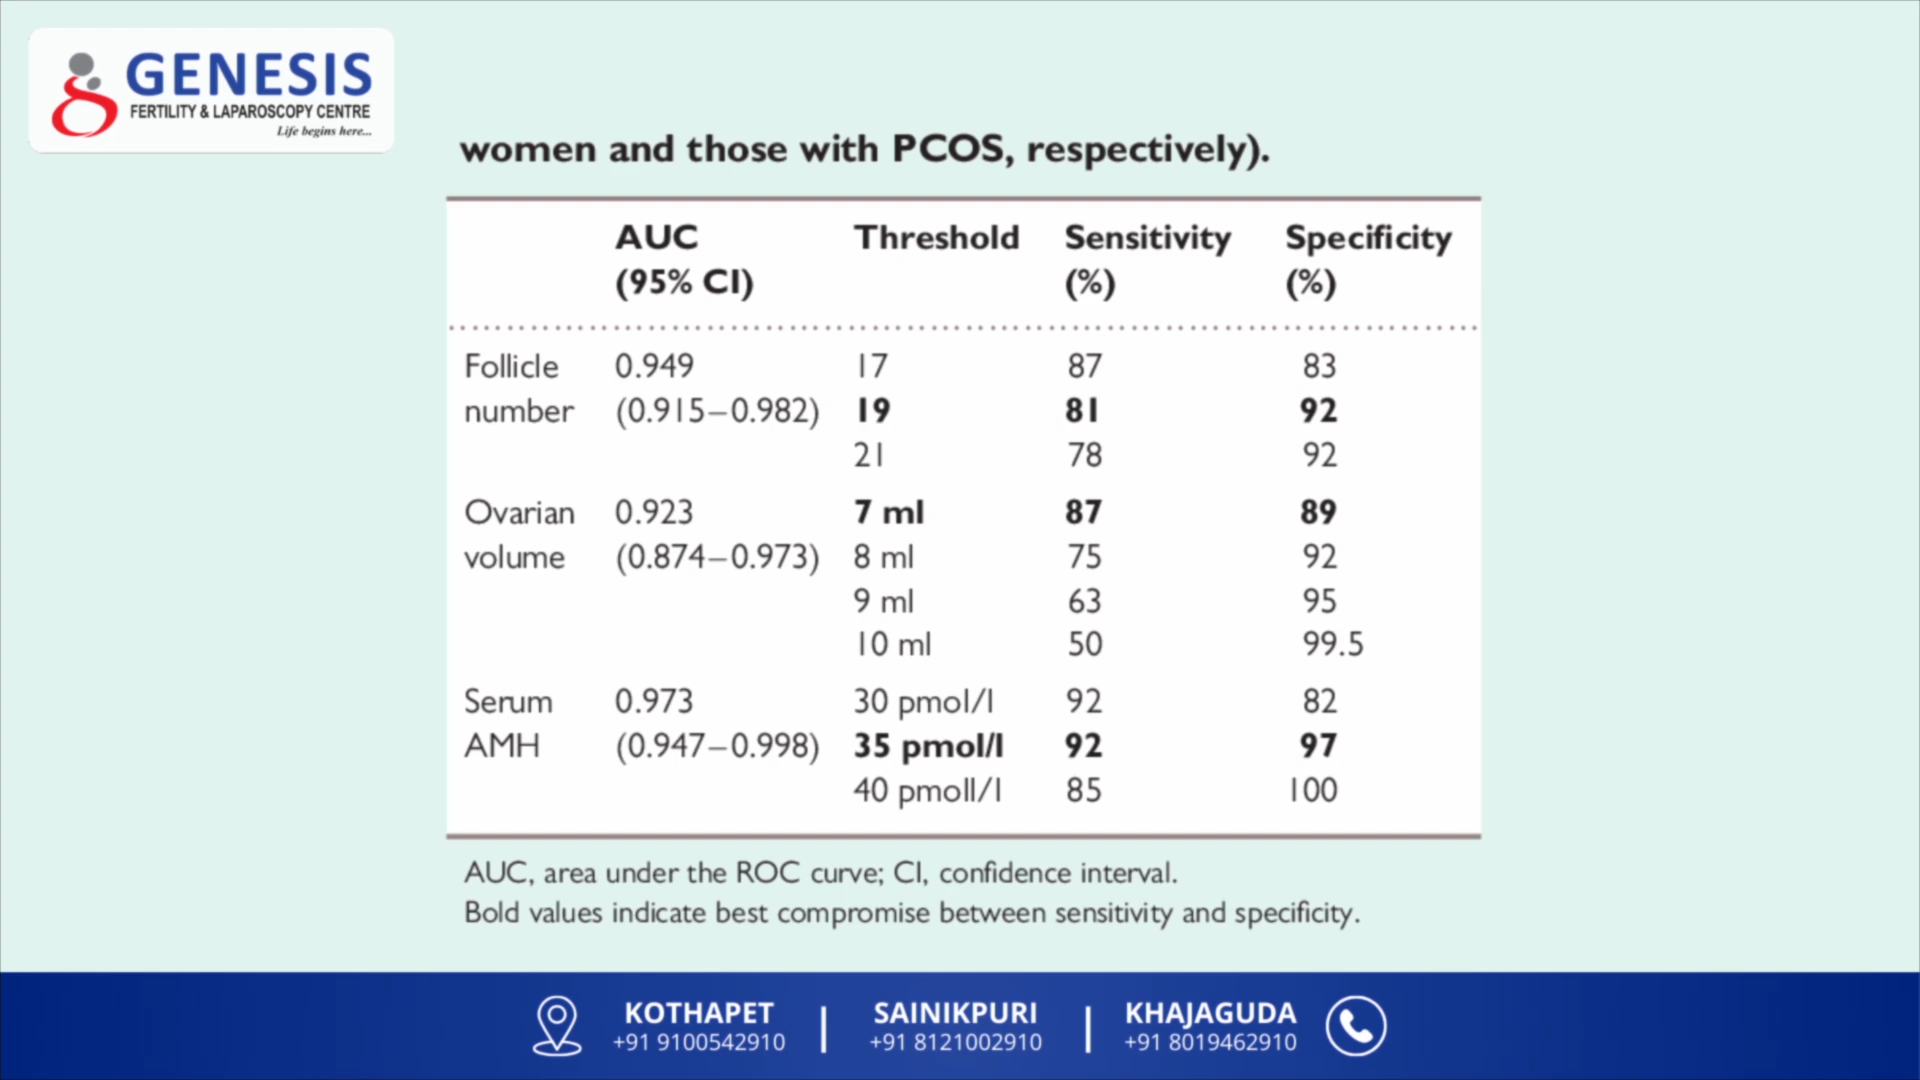 GENESIS
FERTILITY & LAPAROSCOPY CENTRE
Life begins here...
women and those with PCOS, respectively).
AUC Threshold Sensitivity Specificity
(95% CI) (%) (%)
Follicle 0.949 17 87 83
number (0.915–0.982) 19 81 92
21 78 92
Ovarian 0.923 7 ml 87 89
volume (0.874–0.973) 8 ml 75 92
9 ml 63 95
10 ml 50 99.5
Serum 0.973 30 pmol/l 92 82
AMH (0.947–0.998) 35 pmol/l 92 97
40 pmoll/l 85 100
AUC, area under the ROC curve; CI, confidence interval.
Bold values indicate best compromise between sensitivity and specificity.
KOTHAPET | SAINIKPURI | KHAJAGUDA
+91 9100542910 +91 8121002910 +91 8019462910